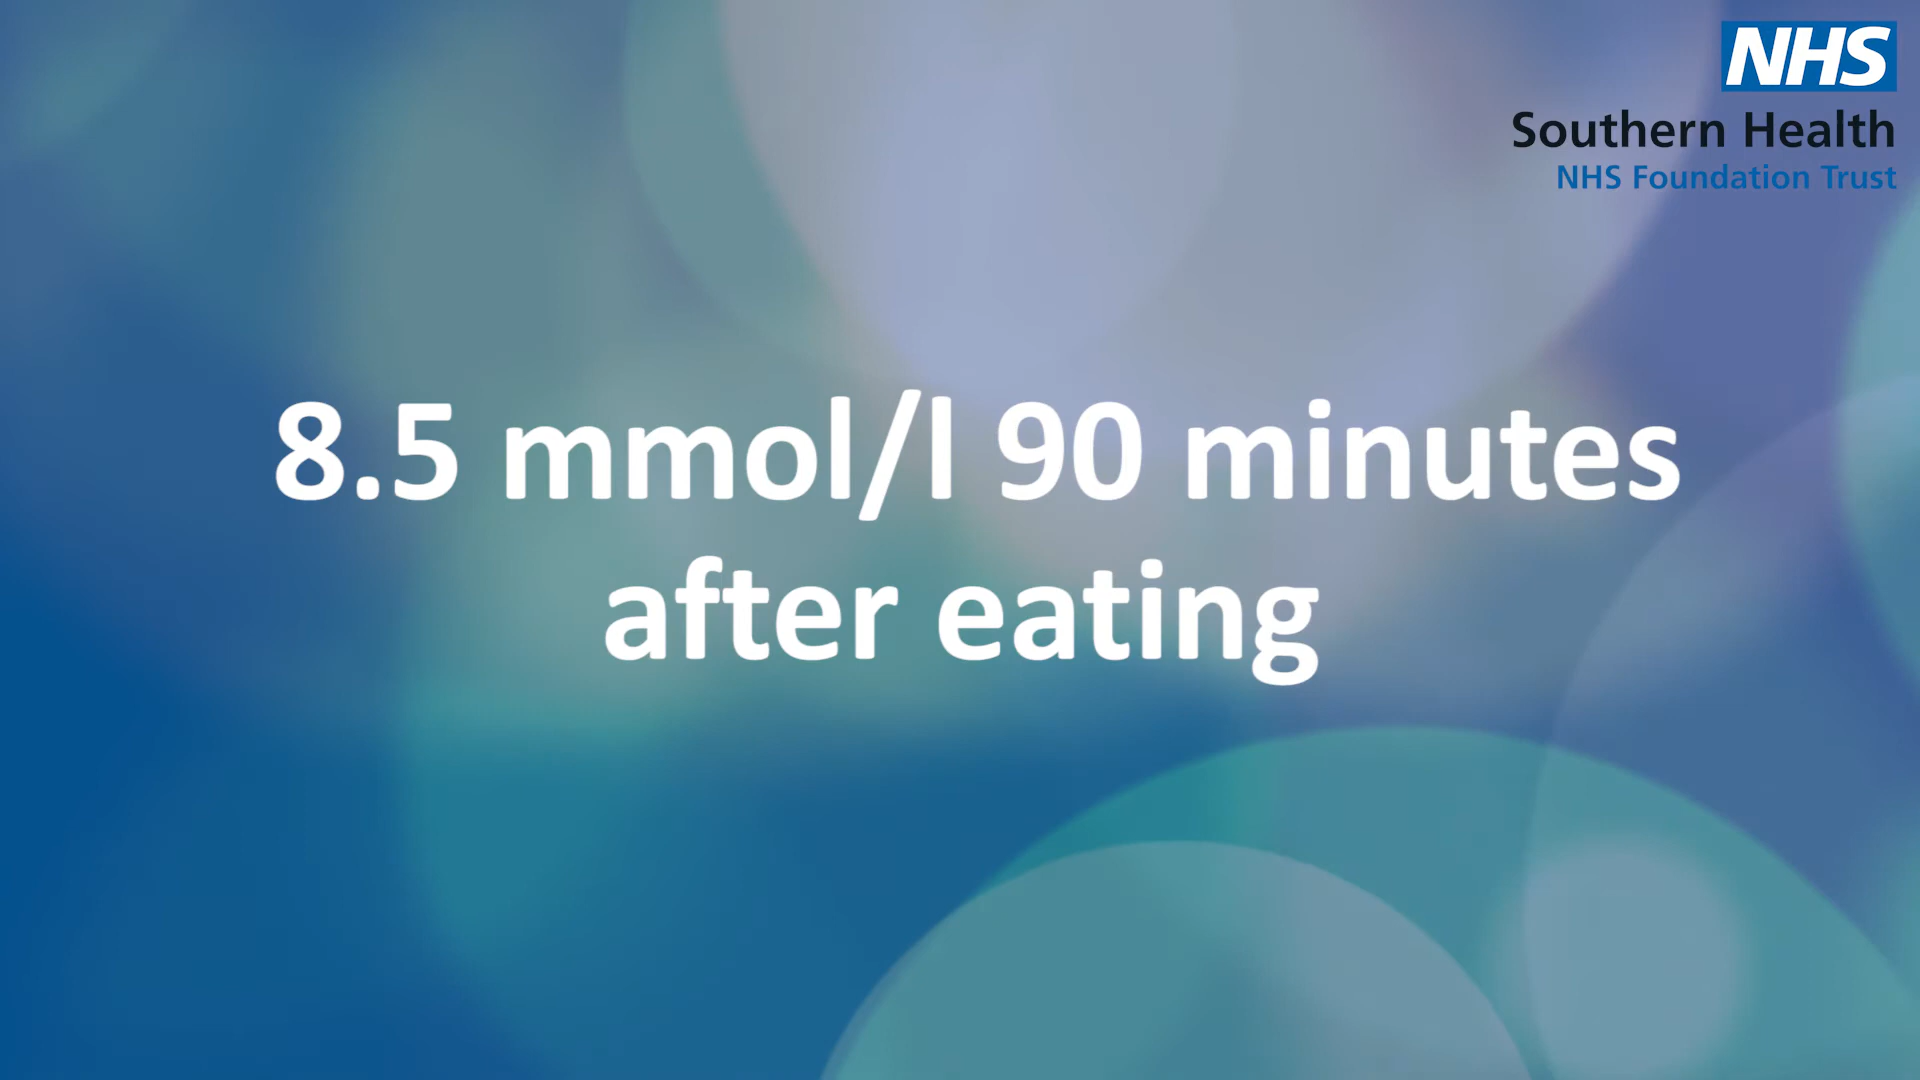 NHS
Southern Health
NHS Foundation Trust
8.5 mmol/l 90 minutes
after eating